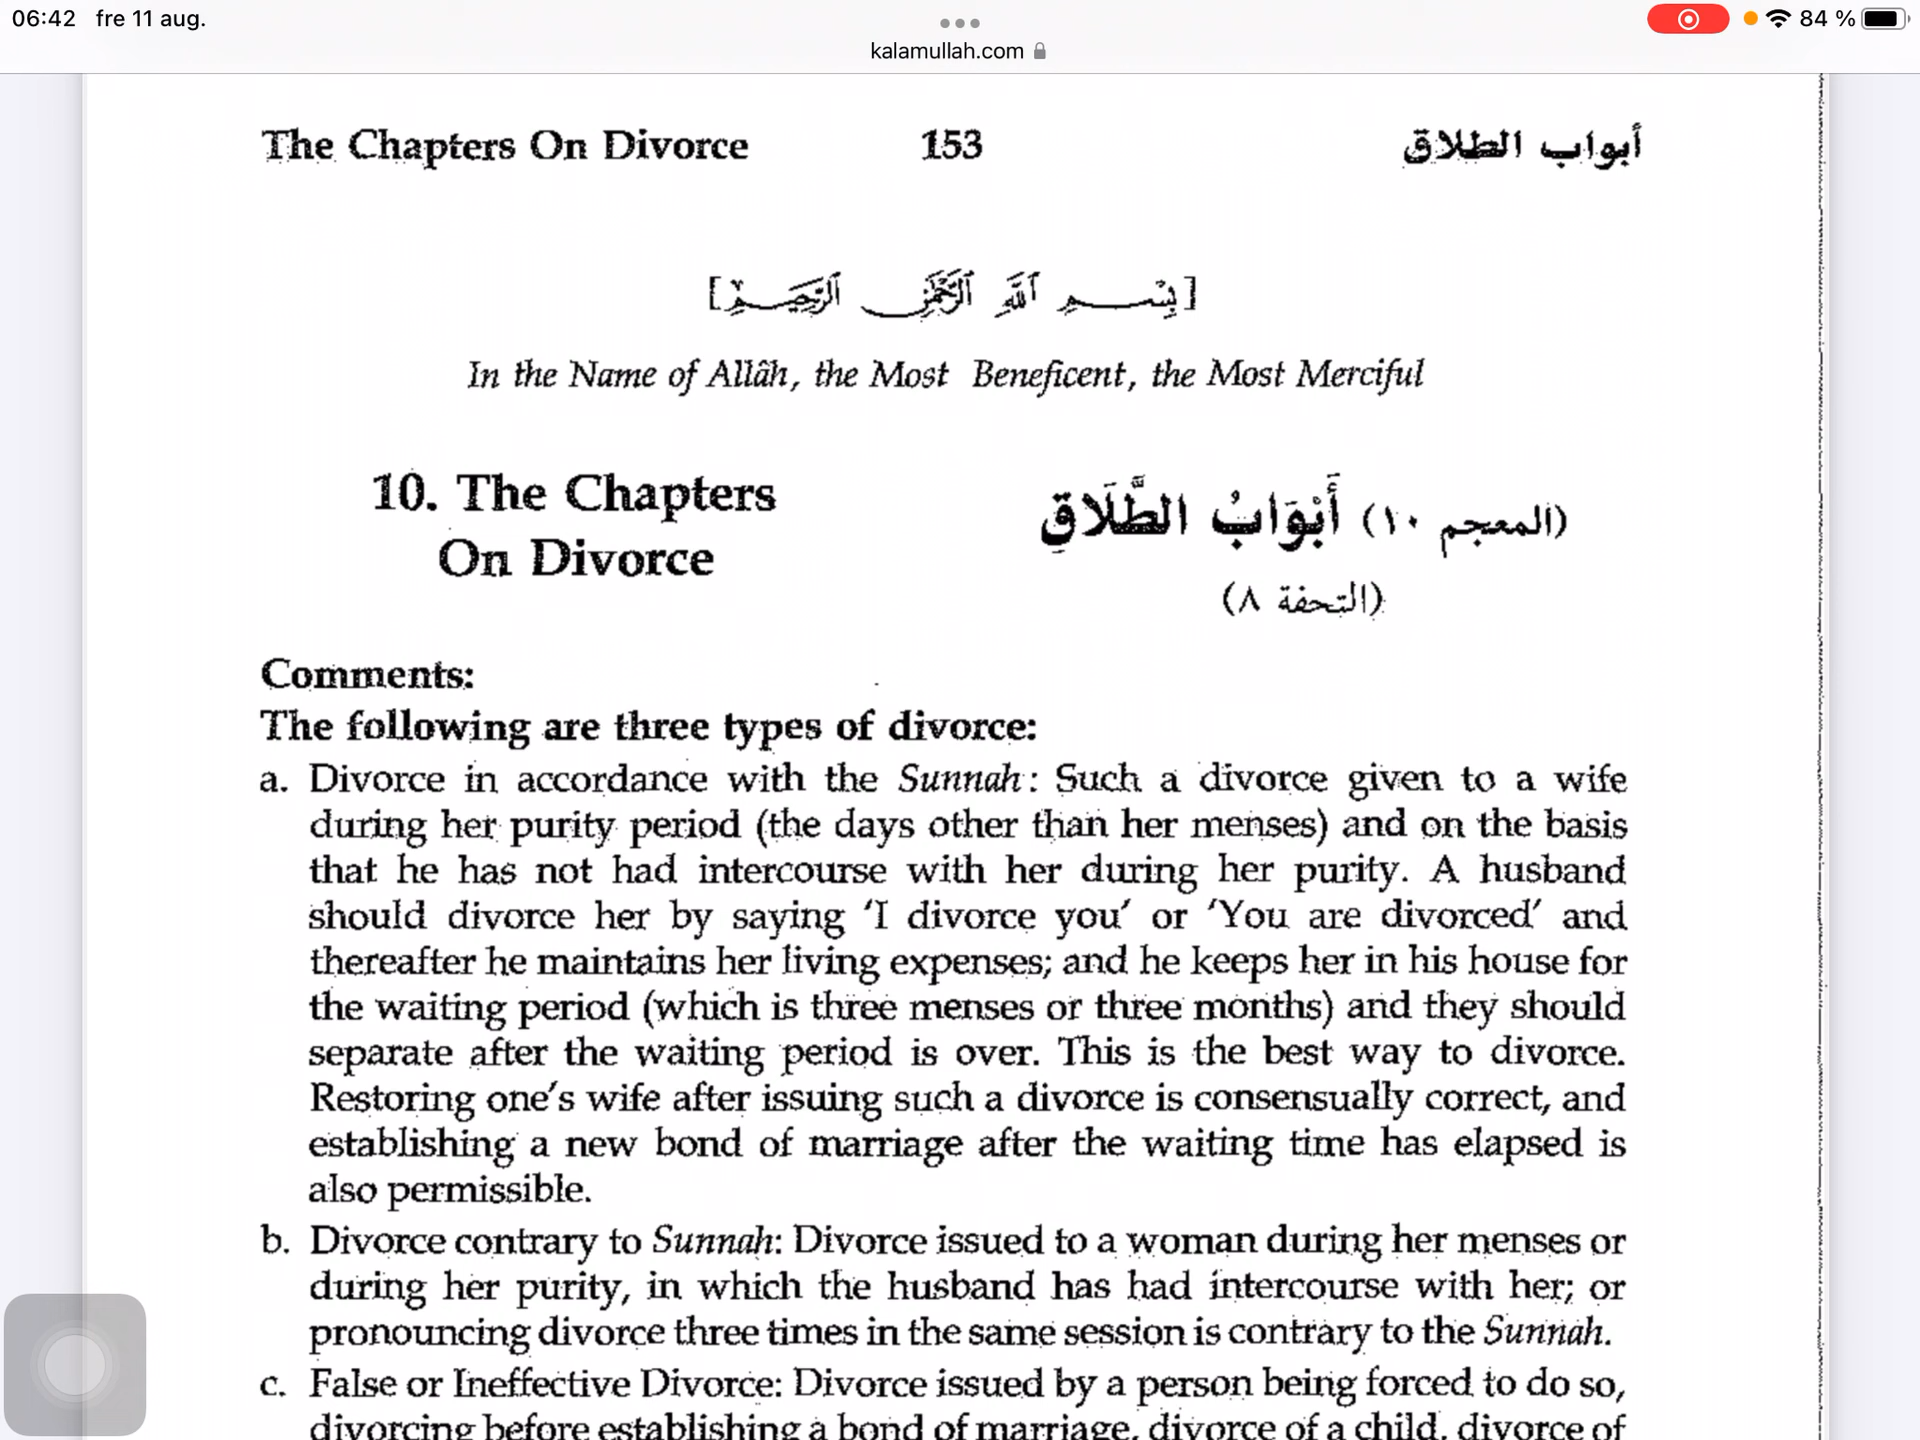 06:42 fre 11 aug.
84 %
kalamullah.com
The Chapters On Divorce 153 أبواب الطلاق
[بِسْمِ ٱللَّهِ ٱلرَّحْمَٰنِ ٱلرَّحِيمِ]
In the Name of Allâh, the Most Beneficent, the Most Merciful
10. The Chapters
On Divorce
(المعجم ١٠) أَبْوَابُ الطَّلَاقِ
(التحفة ٨)
Comments:
The following are three types of divorce:
a. Divorce in accordance with the Sunnah: Such a divorce given to a wife
during her purity period (the days other than her menses) and on the basis
that he has not had intercourse with her during her purity. A husband
should divorce her by saying ‘I divorce you’ or ‘You are divorced’ and
thereafter he maintains her living expenses; and he keeps her in his house for
the waiting period (which is three menses or three months) and they should
separate after the waiting period is over. This is the best way to divorce.
Restoring one’s wife after issuing such a divorce is consensually correct, and
establishing a new bond of marriage after the waiting time has elapsed is
also permissible.
b. Divorce contrary to Sunnah: Divorce issued to a woman during her menses or
during her purity, in which the husband has had intercourse with her; or
pronouncing divorce three times in the same session is contrary to the Sunnah.
c. False or Ineffective Divorce: Divorce issued by a person being forced to do so,
divorcing before establishing a bond of marriage, divorce of a child, divorce of